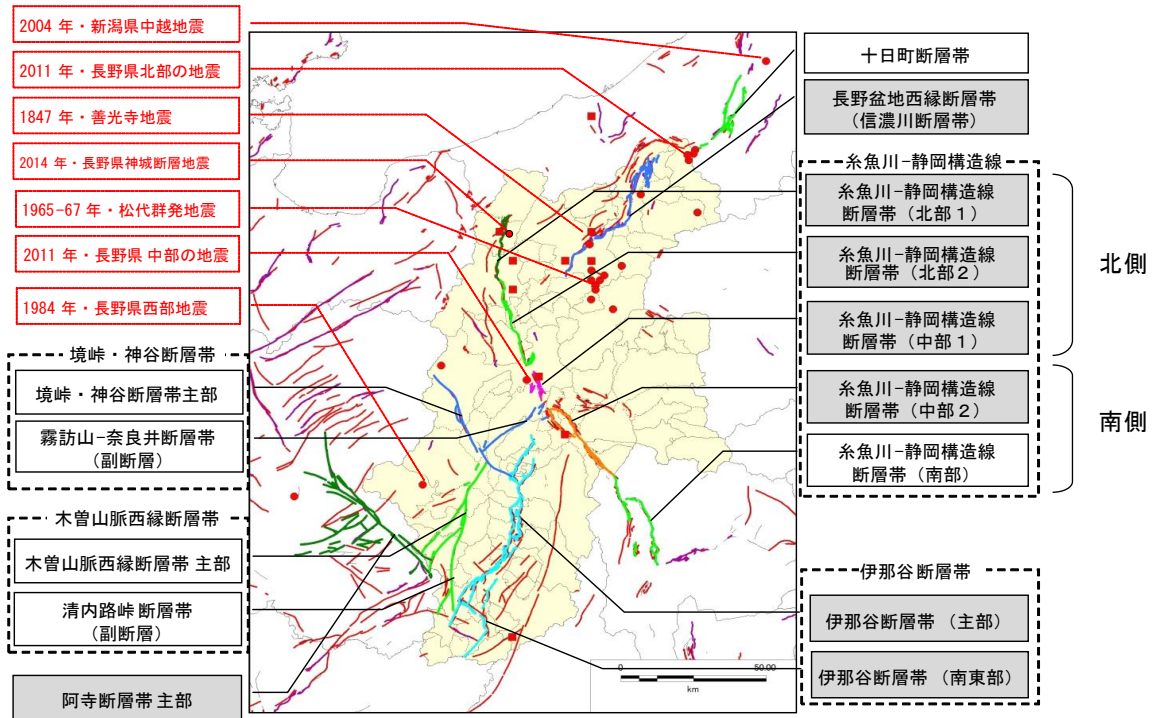 2004 年・新潟県中越地震
2011 年・長野県北部の地震
1847 年・善光寺地震
2014 年・長野県神城断層地震
1965-67 年・松代群発地震
2011 年・長野県 中部の地震
1984 年・長野県西部地震
境峠・神谷断層帯
境峠・神谷断層帯主部
霧訪山-奈良井断層帯
(副断層)
木曽山脈西縁断層帯
木曽山脈西縁断層帯 主部
清内路峠 断層帯
(副断層)
阿寺断層帯 主部
十日町断層帯
長野盆地西縁断層帯
(信濃川断層帯)
糸魚川-静岡構造線
糸魚川-静岡構造線
断層帯(北部1)
糸魚川-静岡構造線
断層帯(北部2)
糸魚川-静岡構造線
断層帯(中部1)
糸魚川-静岡構造線
断層帯(中部2)
糸魚川-静岡構造線
断層帯(南部)
北側
南側
伊那谷断層帯
伊那谷断層帯 (主部)
伊那谷断層帯 (南東部)
0 50.00
km